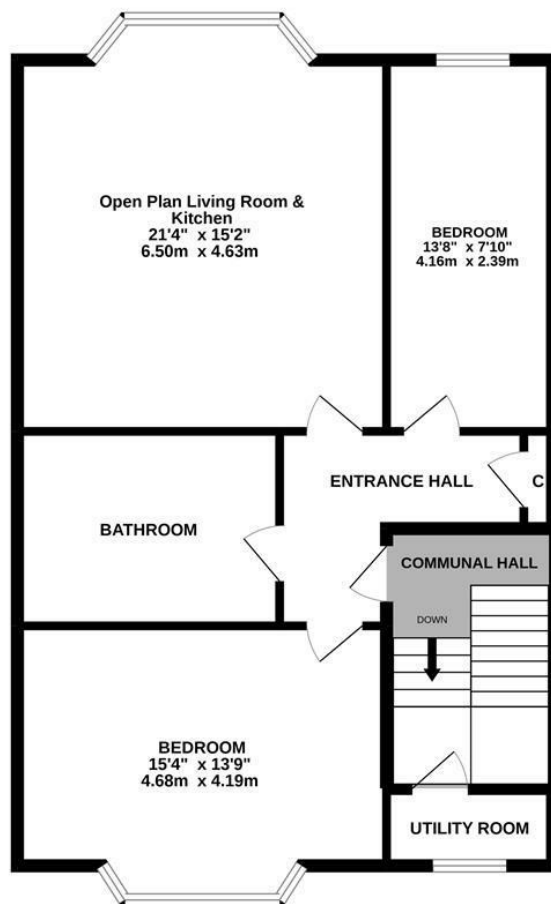 Open Plan Living Room &
Kitchen
21'4" x 15'2"
6.50m x 4.63m
BEDROOM
13'8" x 7'10"
4.16m x 2.39m
ENTRANCE HALL
C
BATHROOM
COMMUNAL HALL
DOWN
BEDROOM
15'4" x 13'9"
4.68m x 4.19m
UTILITY ROOM